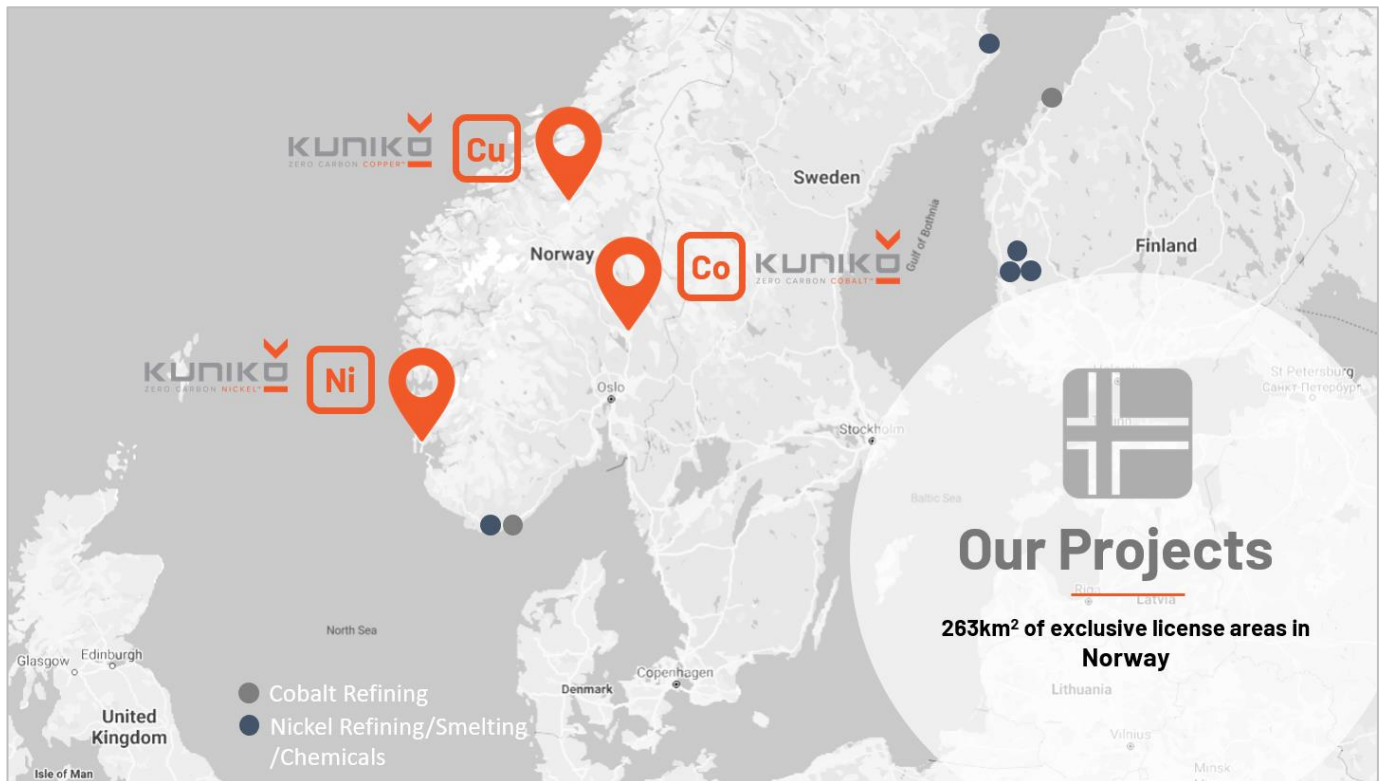 KUNIKO
ZERO CARBON COPPER™
Cu
Sweden
Gulf of Bothnia
Norway
Co
KUNIKO
ZERO CARBON COBALT™
Finland
KUNIKO
ZERO CARBON NICKEL™
Ni
Oslo
St Petersburg
Санкт-Петербург
Stockholm
Baltic Sea
Our Projects
Riga
Latvia
263km² of exclusive license areas in
Norway
North Sea
Glasgow
Edinburgh
Copenhagen
Denmark
Lithuania
Cobalt Refining
Nickel Refining/Smelting
/Chemicals
United
Kingdom
Vilnius
Isle of Man
Minsk